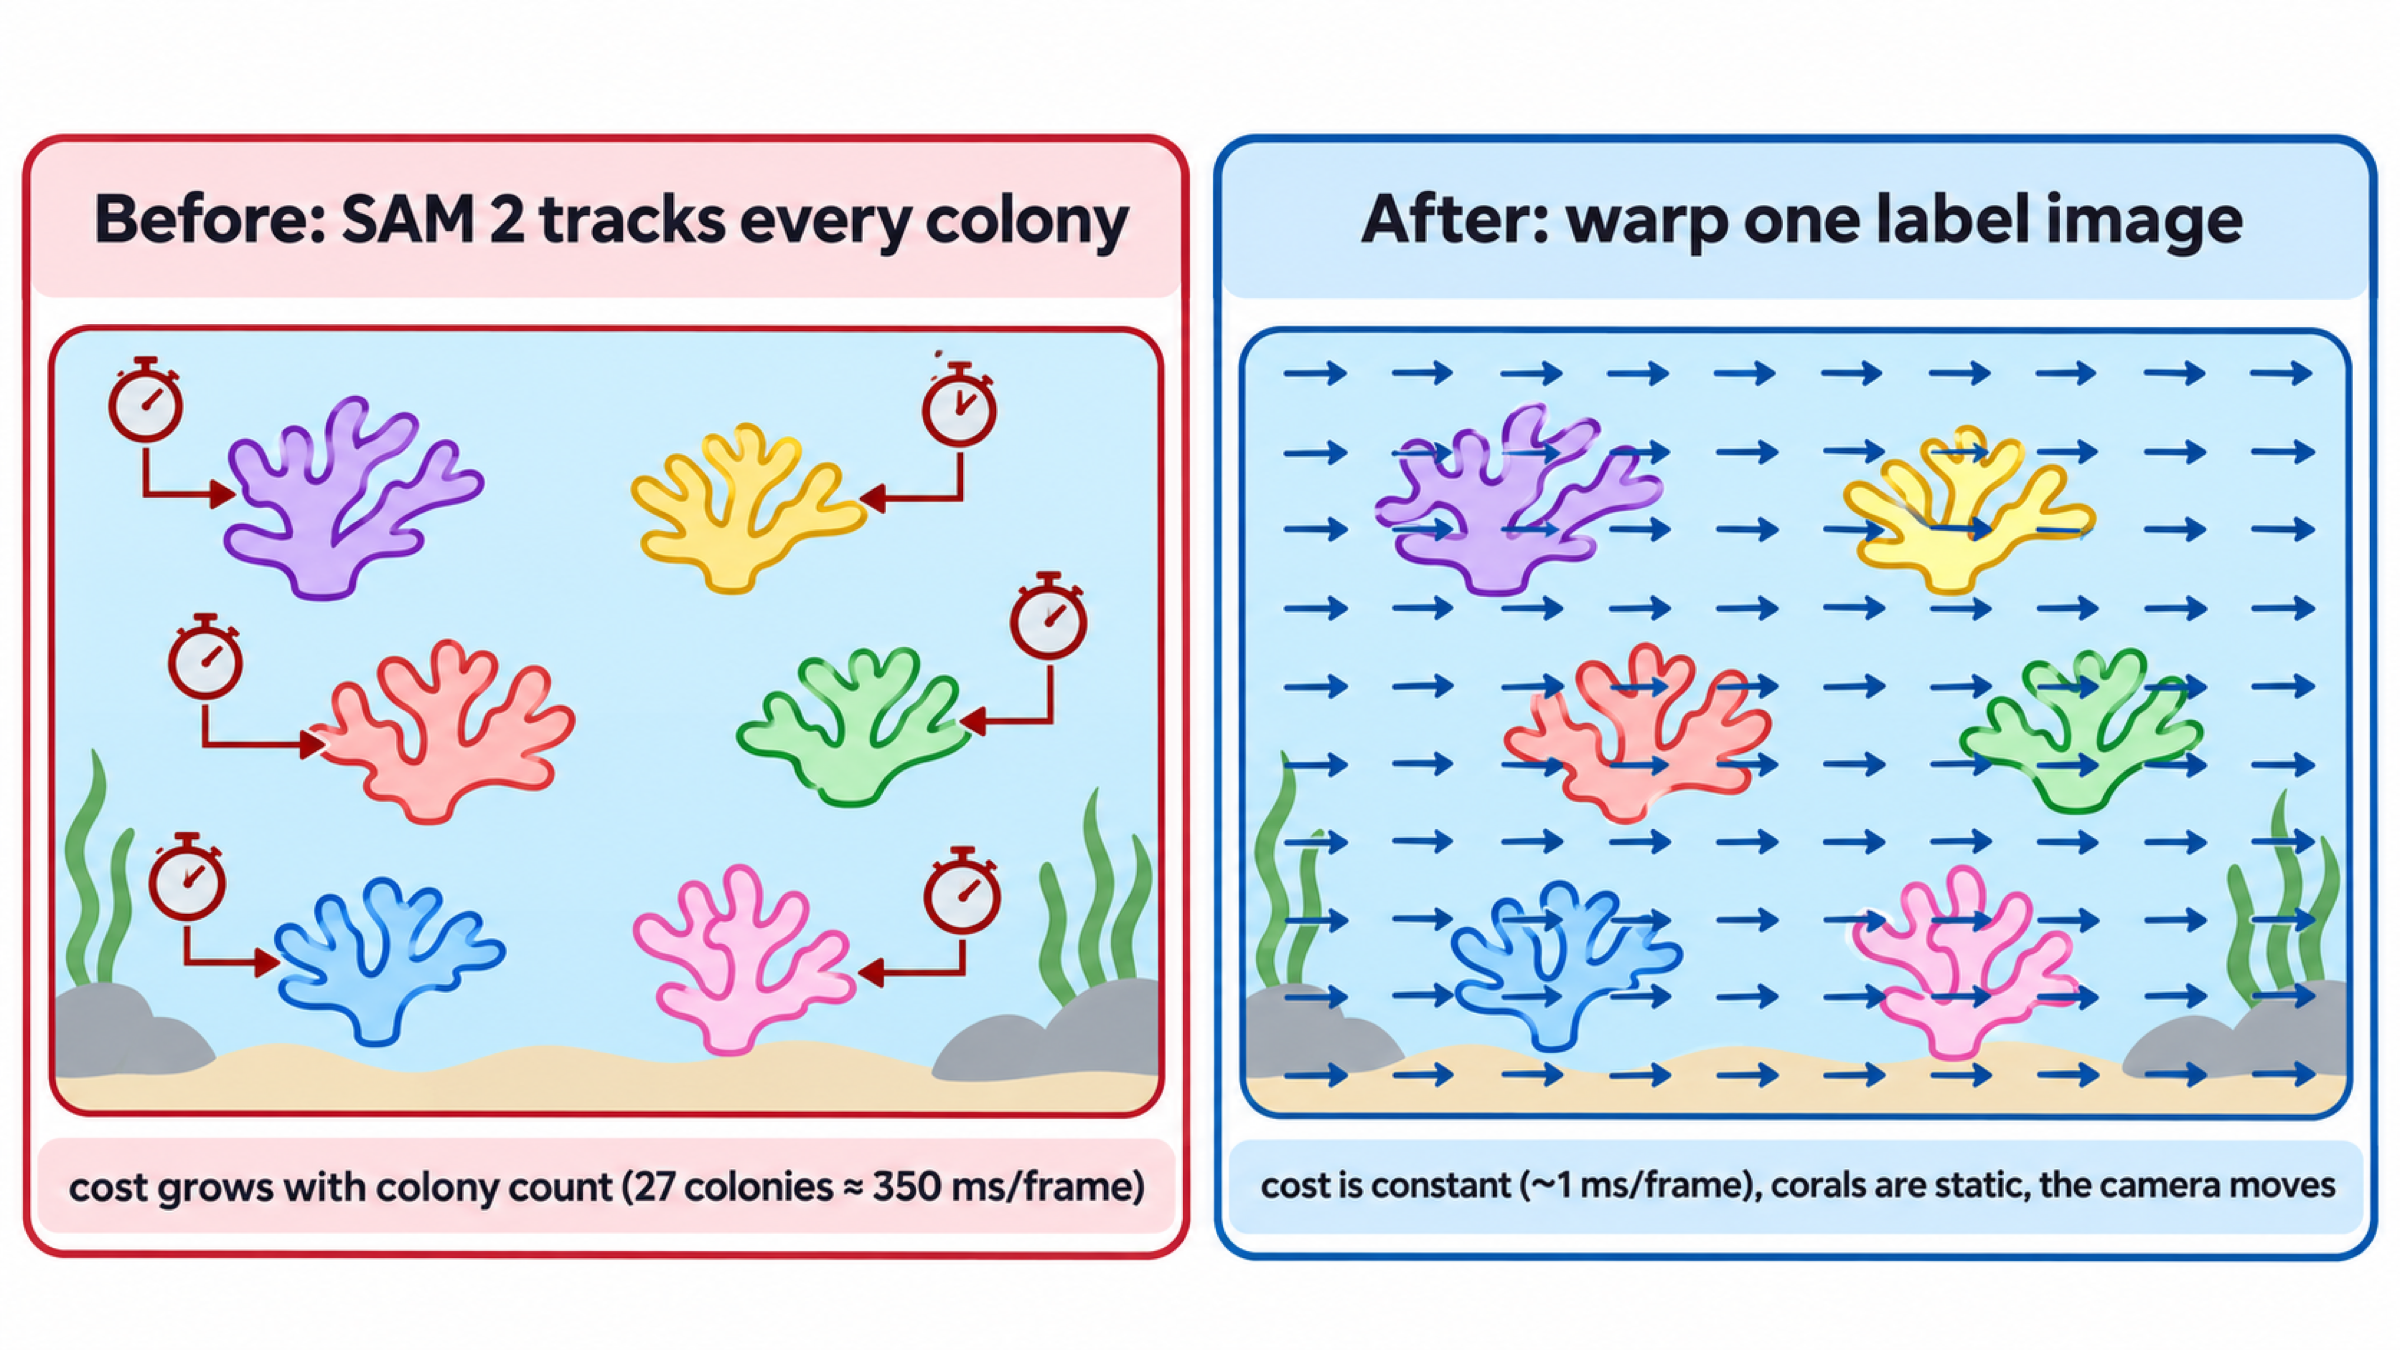 Before: SAM 2 tracks every colony
cost grows with colony count (27 colonies ≈ 350 ms/frame)
After: warp one label image
cost is constant (~1 ms/frame), corals are static, the camera moves